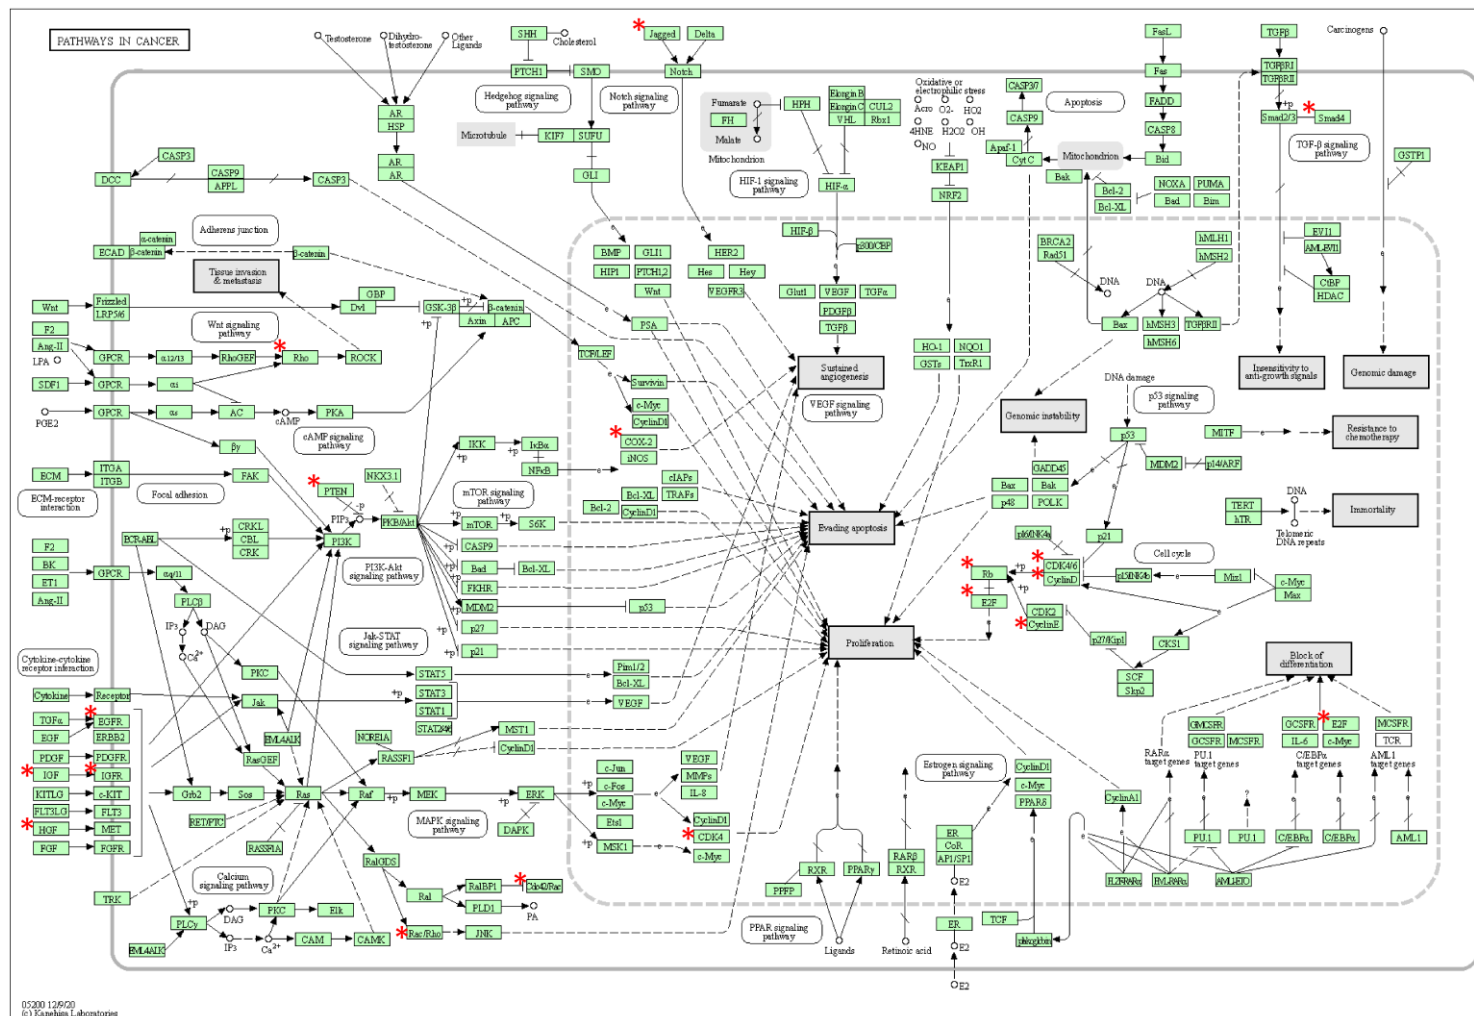 PATHWAYS IN CANCER
Testosterone
Dihydro-
testosterone
Other
Ligands
SHH
Cholesterol
PTCH1
SMO
Hedgehog signaling
pathway
Microtubule
KIF7
SUFU
GLI
*
Jagged
Delta
Notch
Notch signaling
pathway
Fumarate
FH
Malate
Mitochondrion
HPH
Elongin B
Elongin C
CUL2
VHL
Rbx1
HIF-1 signaling
pathway
HIF-α
Oxidative or
electrophilic stress
Acro
O2-
HO2
4HNE
H2O2
OH
NO
KEAP1
NRF2
CASP3/7
CASP9
Apaf-1
CytC
Apoptosis
Mitochondrion
FasL
Fas
FADD
CASP8
Bid
Bak
Bcl-2
Bcl-XL
NOXA
PUMA
Bad
Bim
TGFβ
TGFβRI
TGFβRII
+p
*
Smad2/3
Smad4
TGF-β signaling
pathway
Carcinogens
GSTP1
AR
HSP
AR
AR
CASP3
DCC
CASP9
APPL
CASP3
Adherens junction
α-catenin
ECAD
β-catenin
β-catenin
Tissue invasion
& metastasis
Wnt
Frizzled
LRP5/6
Dvl
GBP
GSK-3β
β-catenin
Axin
APC
Wnt signaling
pathway
F2
Ang-II
LPA
GPCR
α12/13
RhoGEF
*
Rho
ROCK
SDF1
GPCR
αi
PGE2
GPCR
αs
AC
cAMP
PKA
cAMP signaling
pathway
βγ
TCF/LEF
ECM
ITGA
ITGB
FAK
ECM-receptor
interaction
Focal adhesion
*
PTEN
NKX3.1
PIP3
-p
PKB/Akt
PI3K
BCR-ABL
CRKL
CBL
CRK
+p
F2
BK
ET1
Ang-II
GPCR
αq/11
PLCβ
IP3
DAG
Ca2+
PKC
IKK
IκBα
NFκB
mTOR signaling
pathway
mTOR
S6K
CASP9
Bad
Bcl-XL
FKHR
MDM2
p53
p27
p21
PI3K-Akt
signaling pathway
Jak-STAT
signaling pathway
BMP
GLI1
HIP1
PTCH1,2
Wnt
HER2
Hes
Hey
VEGFR3
HIF-β
p300/CBP
Glut1
VEGF
TGFα
PDGFβ
TGFβ
PSA
Survivin
c-Myc
CyclinD1
*
COX-2
iNOS
cIAPs
Bcl-XL
TRAFs
Bcl-2
CyclinD1
Sustained
angiogenesis
VEGF signaling
pathway
HO-1
NQO1
GSTs
TrxR1
Evading apoptosis
Proliferation
BRCA2
Rad51
DNA
hMLH1
hMSH2
DNA
Bax
hMSH3
TGFβRII
hMSH6
EVI1
AML-EVI1
CtBP
HDAC
Insensitivity to
anti-growth signals
Genomic damage
Genomic instability
DNA damage
p53 signaling
pathway
p53
MDM2
p14/ARF
MITF
Resistance to
chemotherapy
GADD45
Bax
Bak
p48
POLK
p21
TERT
hTR
DNA
Telomeric
DNA repeats
Immortality
p16/INK4a
Cell cycle
*
Rb
*
CDK4/6
*
CyclinD
p15/INK4b
Miz1
c-Myc
Max
*
E2F
CDK2
*
CyclinE
p27/Kip1
CKS1
SCF
Skp2
Block of
differentiation
Cytokine-cytokine
receptor interaction
Cytokine
Receptor
Jak
STAT5
STAT3
STAT1
Pim1/2
Bcl-XL
VEGF
TGFα
*
EGFR
EGF
ERBB2
PDGF
PDGFR
*
IGF
*
IGFR
KITLG
c-KIT
FLT3LG
FLT3
*
HGF
MET
FGF
FGFR
TRK
EML4ALK
RasGEF
NORE1A
RASSF1
MST1
CyclinD1
Grb2
Sos
Ras
Raf
MEK
ERK
DAPK
RET/PTC
RASSF1A
MAPK signaling
pathway
c-Jun
c-Fos
c-Myc
Ets1
MSK1
VEGF
MMPs
IL-8
CyclinD1
*
CDK4
c-Myc
RalGDS
Ral
RalBP1
*
Cdc42/Rac
PLD1
PA
*
Rac/Rho
JNK
Calcium
signaling pathway
PLCγ
DAG
IP3
Ca2+
PKC
Elk
CAM
CAMK
EML4ALK
RXR
PPARγ
PPFP
PPAR signaling
pathway
Ligands
RARβ
RXR
Retinoic acid
Estrogen signaling
pathway
ER
CoR
AP1/SP1
E2
ER
E2
E2
CyclinD1
c-Myc
PPARδ
TCF
CyclinA1
RARα
target genes
GMCSFR
GCSFR
MCSFR
PU.1
target genes
GCSFR
*
E2F
IL-6
c-Myc
C/EBPα
target genes
MCSFR
TCR
AML1
target genes
PU.1
?
PU.1
C/EBPα
C/EBPα
AML1
05200 12/9/20
(c) Kanehisa Laboratories